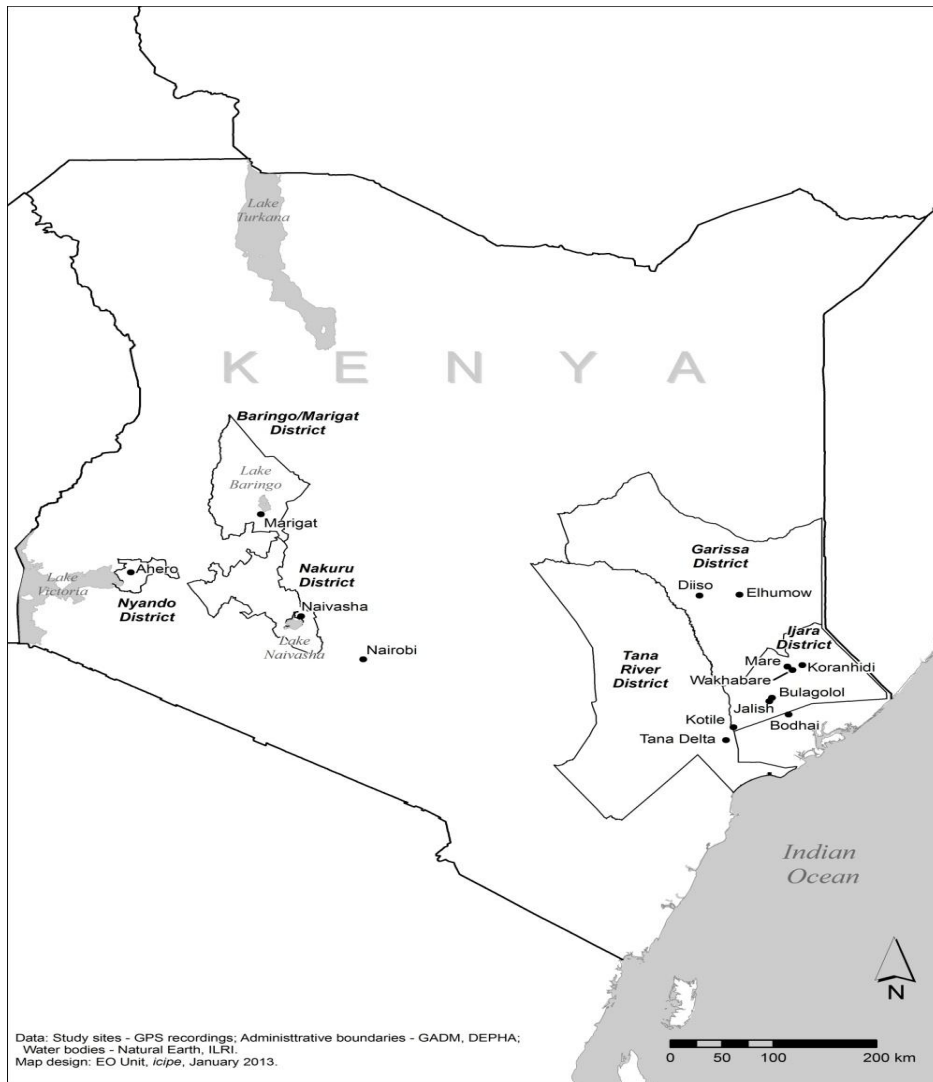 Lake
Turkana
KENYA
Baringo/Marigat
District
Lake
Baringo
Marigat
Ahero
Lake
Victoria
Nyando
District
Nakuru
District
Naivasha
Lake
Naivasha
Nairobi
Garissa
District
Diiso
Elhumow
Ijara
District
Tana
River
District
Mare
Koranhidi
Wakhabare
Bulagolol
Jalish
Bodhai
Kotile
Tana Delta
Indian
Ocean
N
0 50 100 200 km
Data: Study sites - GPS recordings; Administtrative boundaries - GADM, DEPHA;
Water bodies - Natural Earth, ILRI.
Map design: EO Unit, icipe, January 2013.